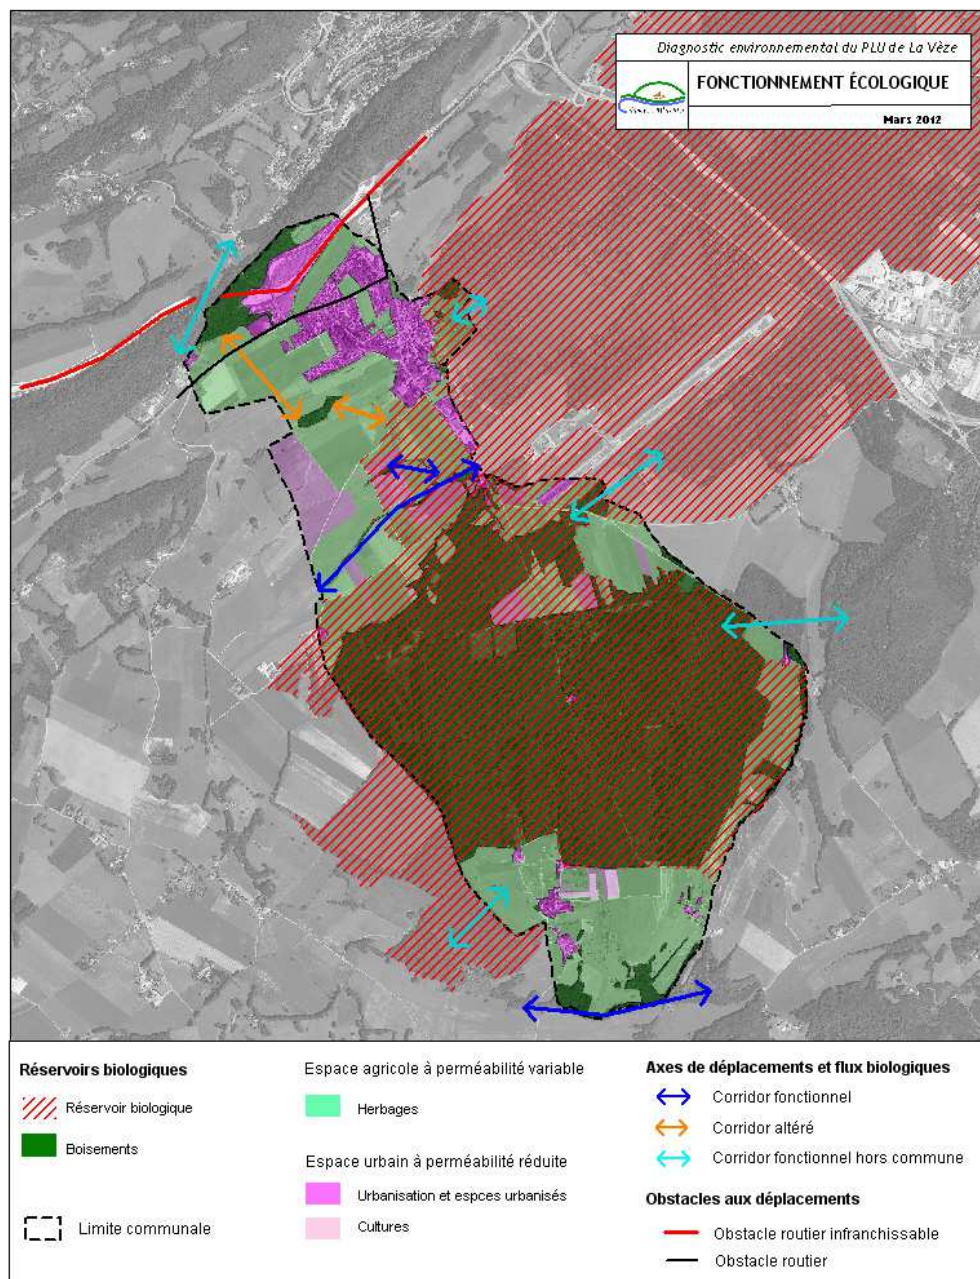 Diagnostic environnemental du PLU de La Vèze
FONCTIONNEMENT ÉCOLOGIQUE
Mars 2012
Réservoirs biologiques
Réservoir biologique
Boisements
Limite communale
Espace agricole à perméabilité variable
Herbages
Espace urbain à perméabilité réduite
Urbanisation et espces urbanisés
Cultures
Axes de déplacements et flux biologiques
Corridor fonctionnel
Corridor altéré
Corridor fonctionnel hors commune
Obstacles aux déplacements
Obstacle routier infranchissable
Obstacle routier